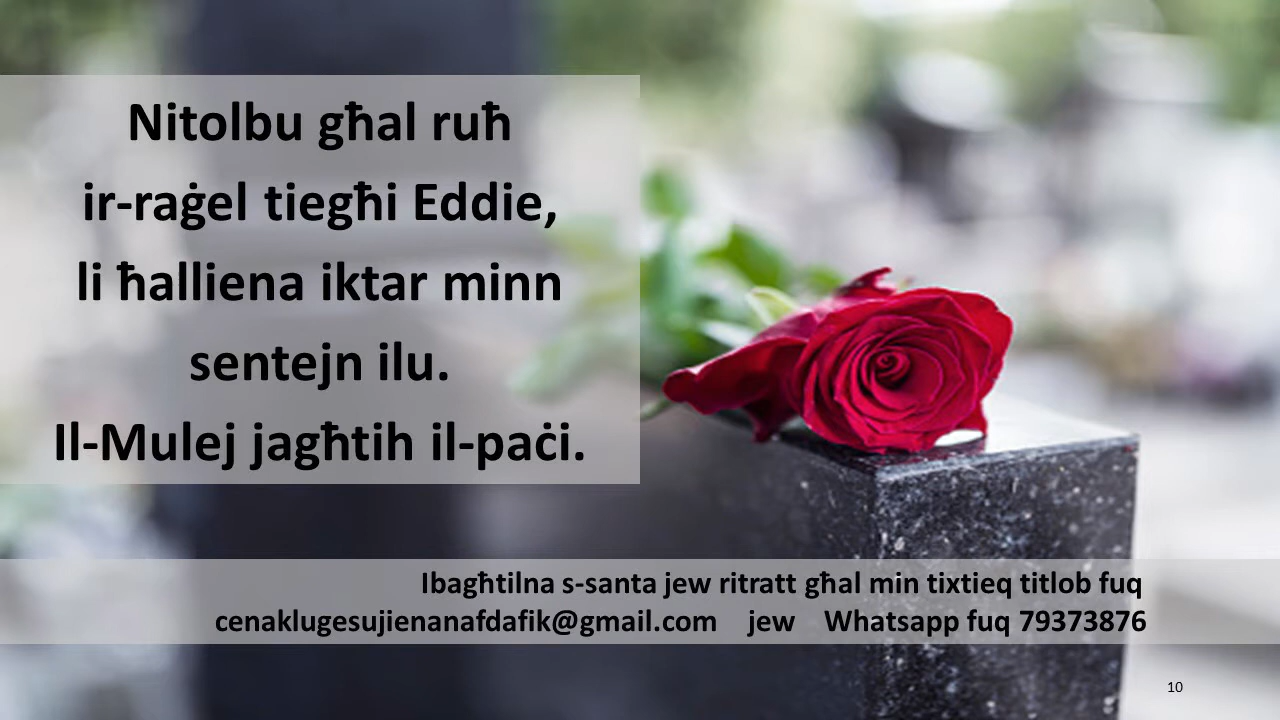 Nitolbu għal ruħ
ir-raġel tiegħi Eddie,
li ħalliena iktar minn
sentejn ilu.
Il-Mulej jagħtih il-paċi.
Ibagħtilna s-santa jew ritratt għal min tixtieq titlob fuq
cenaklugesujienanafdafik@gmail.com jew Whatsapp fuq 79373876
10